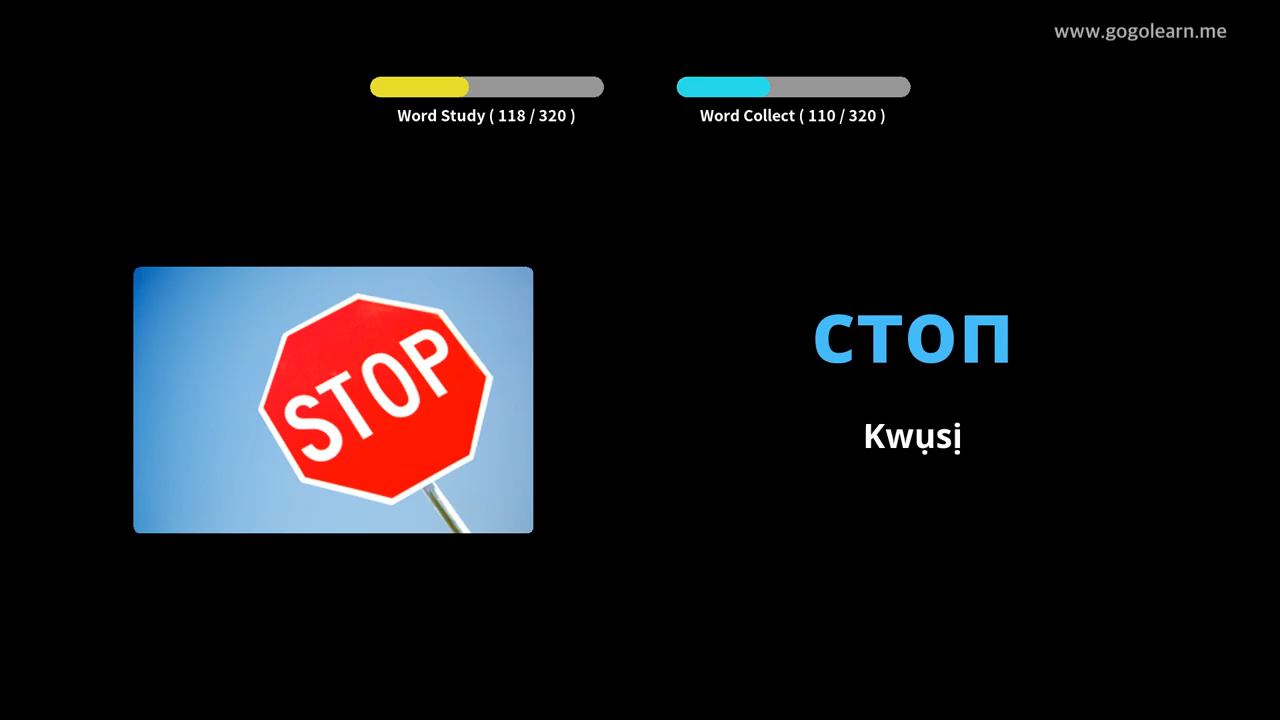 www.gogolearn.me
Word Study ( 118 / 320 )
Word Collect ( 110 / 320 )
STOP
стоп
Kwụsị